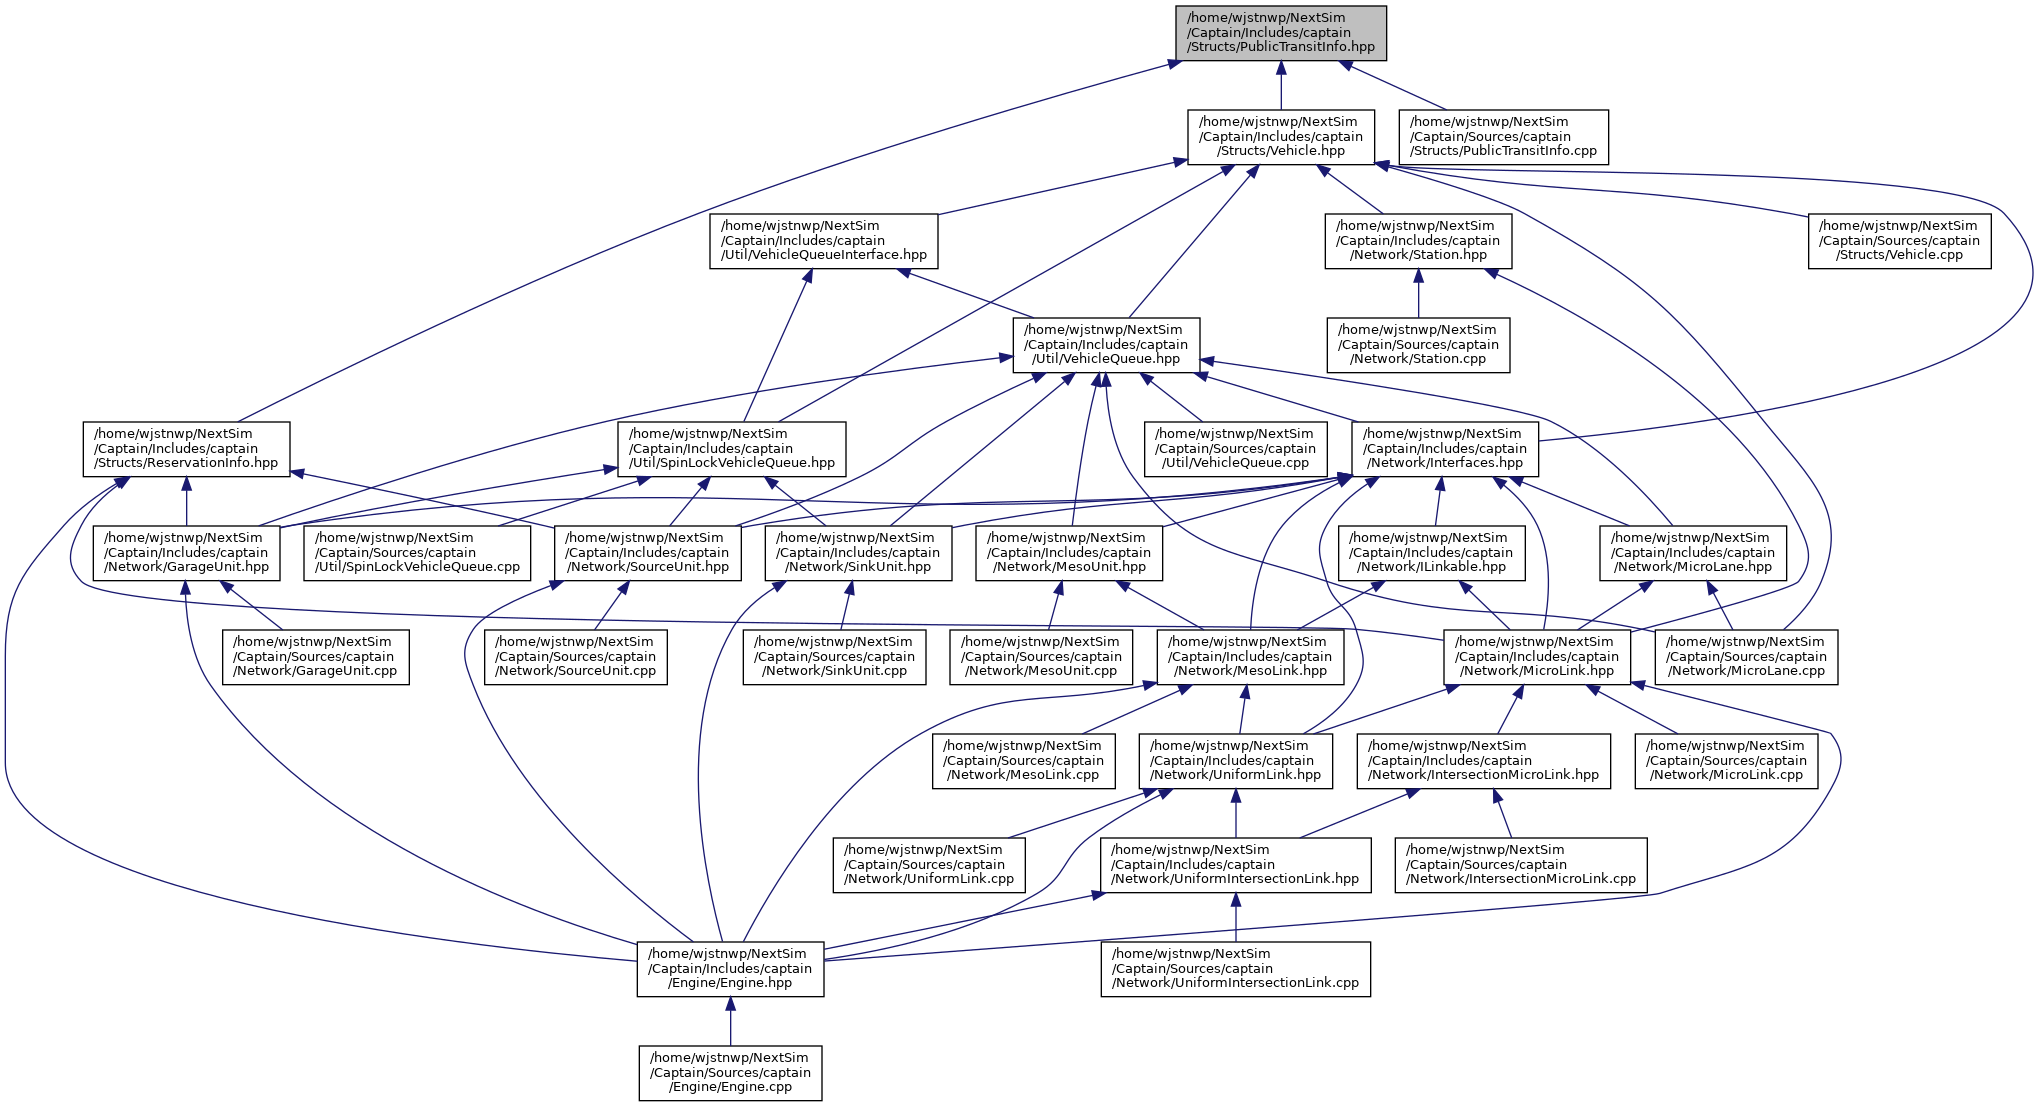 /home/wjstnwp/NextSim
/Captain/Includes/captain
/Structs/PublicTransitInfo.hpp
/home/wjstnwp/NextSim
/Captain/Includes/captain
/Structs/Vehicle.hpp
/home/wjstnwp/NextSim
/Captain/Sources/captain
/Structs/PublicTransitInfo.cpp
/home/wjstnwp/NextSim
/Captain/Includes/captain
/Util/VehicleQueueInterface.hpp
/home/wjstnwp/NextSim
/Captain/Includes/captain
/Network/Station.hpp
/home/wjstnwp/NextSim
/Captain/Sources/captain
/Structs/Vehicle.cpp
/home/wjstnwp/NextSim
/Captain/Includes/captain
/Util/VehicleQueue.hpp
/home/wjstnwp/NextSim
/Captain/Sources/captain
/Network/Station.cpp
/home/wjstnwp/NextSim
/Captain/Includes/captain
/Structs/ReservationInfo.hpp
/home/wjstnwp/NextSim
/Captain/Includes/captain
/Util/SpinLockVehicleQueue.hpp
/home/wjstnwp/NextSim
/Captain/Sources/captain
/Util/VehicleQueue.cpp
/home/wjstnwp/NextSim
/Captain/Includes/captain
/Network/Interfaces.hpp
/home/wjstnwp/NextSim
/Captain/Includes/captain
/Network/GarageUnit.hpp
/home/wjstnwp/NextSim
/Captain/Sources/captain
/Util/SpinLockVehicleQueue.cpp
/home/wjstnwp/NextSim
/Captain/Includes/captain
/Network/SourceUnit.hpp
/home/wjstnwp/NextSim
/Captain/Includes/captain
/Network/SinkUnit.hpp
/home/wjstnwp/NextSim
/Captain/Includes/captain
/Network/MesoUnit.hpp
/home/wjstnwp/NextSim
/Captain/Includes/captain
/Network/ILinkable.hpp
/home/wjstnwp/NextSim
/Captain/Includes/captain
/Network/MicroLane.hpp
/home/wjstnwp/NextSim
/Captain/Sources/captain
/Network/GarageUnit.cpp
/home/wjstnwp/NextSim
/Captain/Sources/captain
/Network/SourceUnit.cpp
/home/wjstnwp/NextSim
/Captain/Sources/captain
/Network/SinkUnit.cpp
/home/wjstnwp/NextSim
/Captain/Sources/captain
/Network/MesoUnit.cpp
/home/wjstnwp/NextSim
/Captain/Includes/captain
/Network/MesoLink.hpp
/home/wjstnwp/NextSim
/Captain/Includes/captain
/Network/MicroLink.hpp
/home/wjstnwp/NextSim
/Captain/Sources/captain
/Network/MicroLane.cpp
/home/wjstnwp/NextSim
/Captain/Sources/captain
/Network/MesoLink.cpp
/home/wjstnwp/NextSim
/Captain/Includes/captain
/Network/UniformLink.hpp
/home/wjstnwp/NextSim
/Captain/Includes/captain
/Network/IntersectionMicroLink.hpp
/home/wjstnwp/NextSim
/Captain/Sources/captain
/Network/MicroLink.cpp
/home/wjstnwp/NextSim
/Captain/Sources/captain
/Network/UniformLink.cpp
/home/wjstnwp/NextSim
/Captain/Includes/captain
/Network/UniformIntersectionLink.hpp
/home/wjstnwp/NextSim
/Captain/Sources/captain
/Network/IntersectionMicroLink.cpp
/home/wjstnwp/NextSim
/Captain/Includes/captain
/Engine/Engine.hpp
/home/wjstnwp/NextSim
/Captain/Sources/captain
/Network/UniformIntersectionLink.cpp
/home/wjstnwp/NextSim
/Captain/Sources/captain
/Engine/Engine.cpp